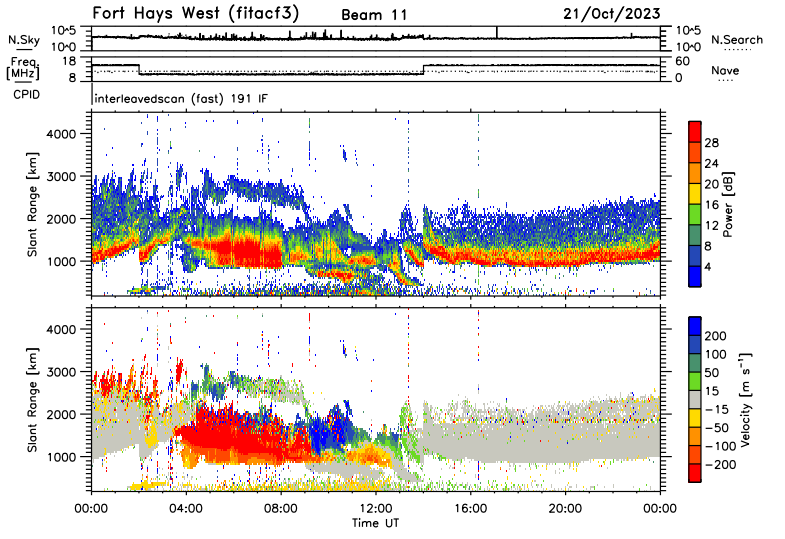 Fort Hays West (fitacf3) Beam 11 21/Oct/2023
N.Sky 10^5 10^0 10^5 10^0 N.Search
Freq. [MHz] 18 8 60 0 Nave
CPID interleavedscan (fast) 191 IF
Slant Range [km] 4000 3000 2000 1000
Power [dB] 28 24 20 16 12 8 4
Slant Range [km] 4000 3000 2000 1000
Velocity [m s⁻¹] 200 100 50 15 −15 −50 −100 −200
00:00 04:00 08:00 12:00 16:00 20:00 00:00
Time UT